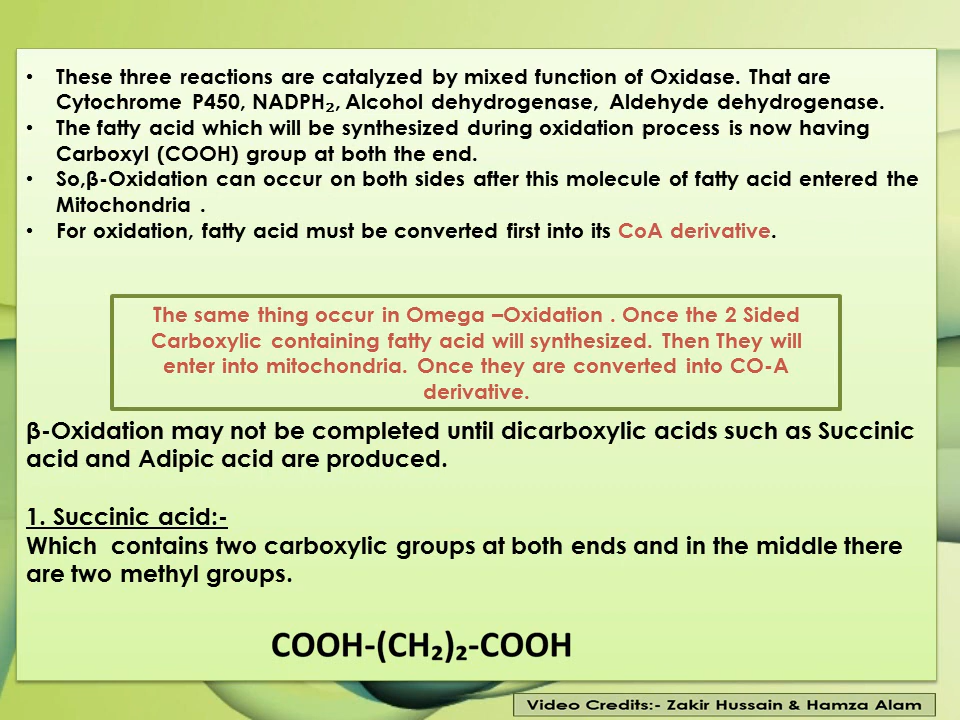 • These three reactions are catalyzed by mixed function of Oxidase. That are
Cytochrome P450, NADPH₂, Alcohol dehydrogenase, Aldehyde dehydrogenase.
• The fatty acid which will be synthesized during oxidation process is now having
Carboxyl (COOH) group at both the end.
• So,β-Oxidation can occur on both sides after this molecule of fatty acid entered the
Mitochondria .
• For oxidation, fatty acid must be converted first into its CoA derivative.
The same thing occur in Omega –Oxidation . Once the 2 Sided
Carboxylic containing fatty acid will synthesized. Then They will
enter into mitochondria. Once they are converted into CO-A
derivative.
β-Oxidation may not be completed until dicarboxylic acids such as Succinic
acid and Adipic acid are produced.
1. Succinic acid:-
Which contains two carboxylic groups at both ends and in the middle there
are two methyl groups.
COOH-(CH₂)₂-COOH
Video Credits:- Zakir Hussain & Hamza Alam